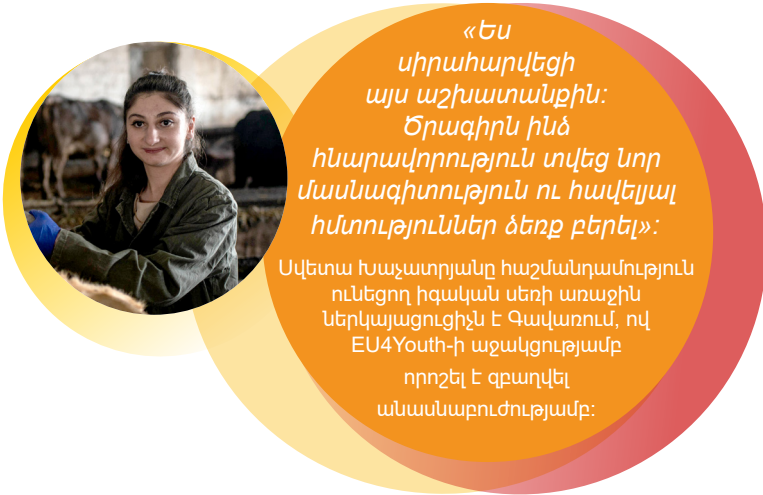 «Ես
սիրահարվեցի
այս աշխատանքին:
Ծրագիրն ինձ
հնարավորություն տվեց նոր
մասնագիտություն ու հավելյալ
հմտություններ ձեռք բերել»:
Սվետա Խաչատրյանը հաշմանդամություն
ունեցող իգական սեռի առաջին
ներկայացուցիչն է Գավառում, ով
EU4Youth-ի աջակցությամբ
որոշել է զբաղվել
անասնաբուժությամբ: